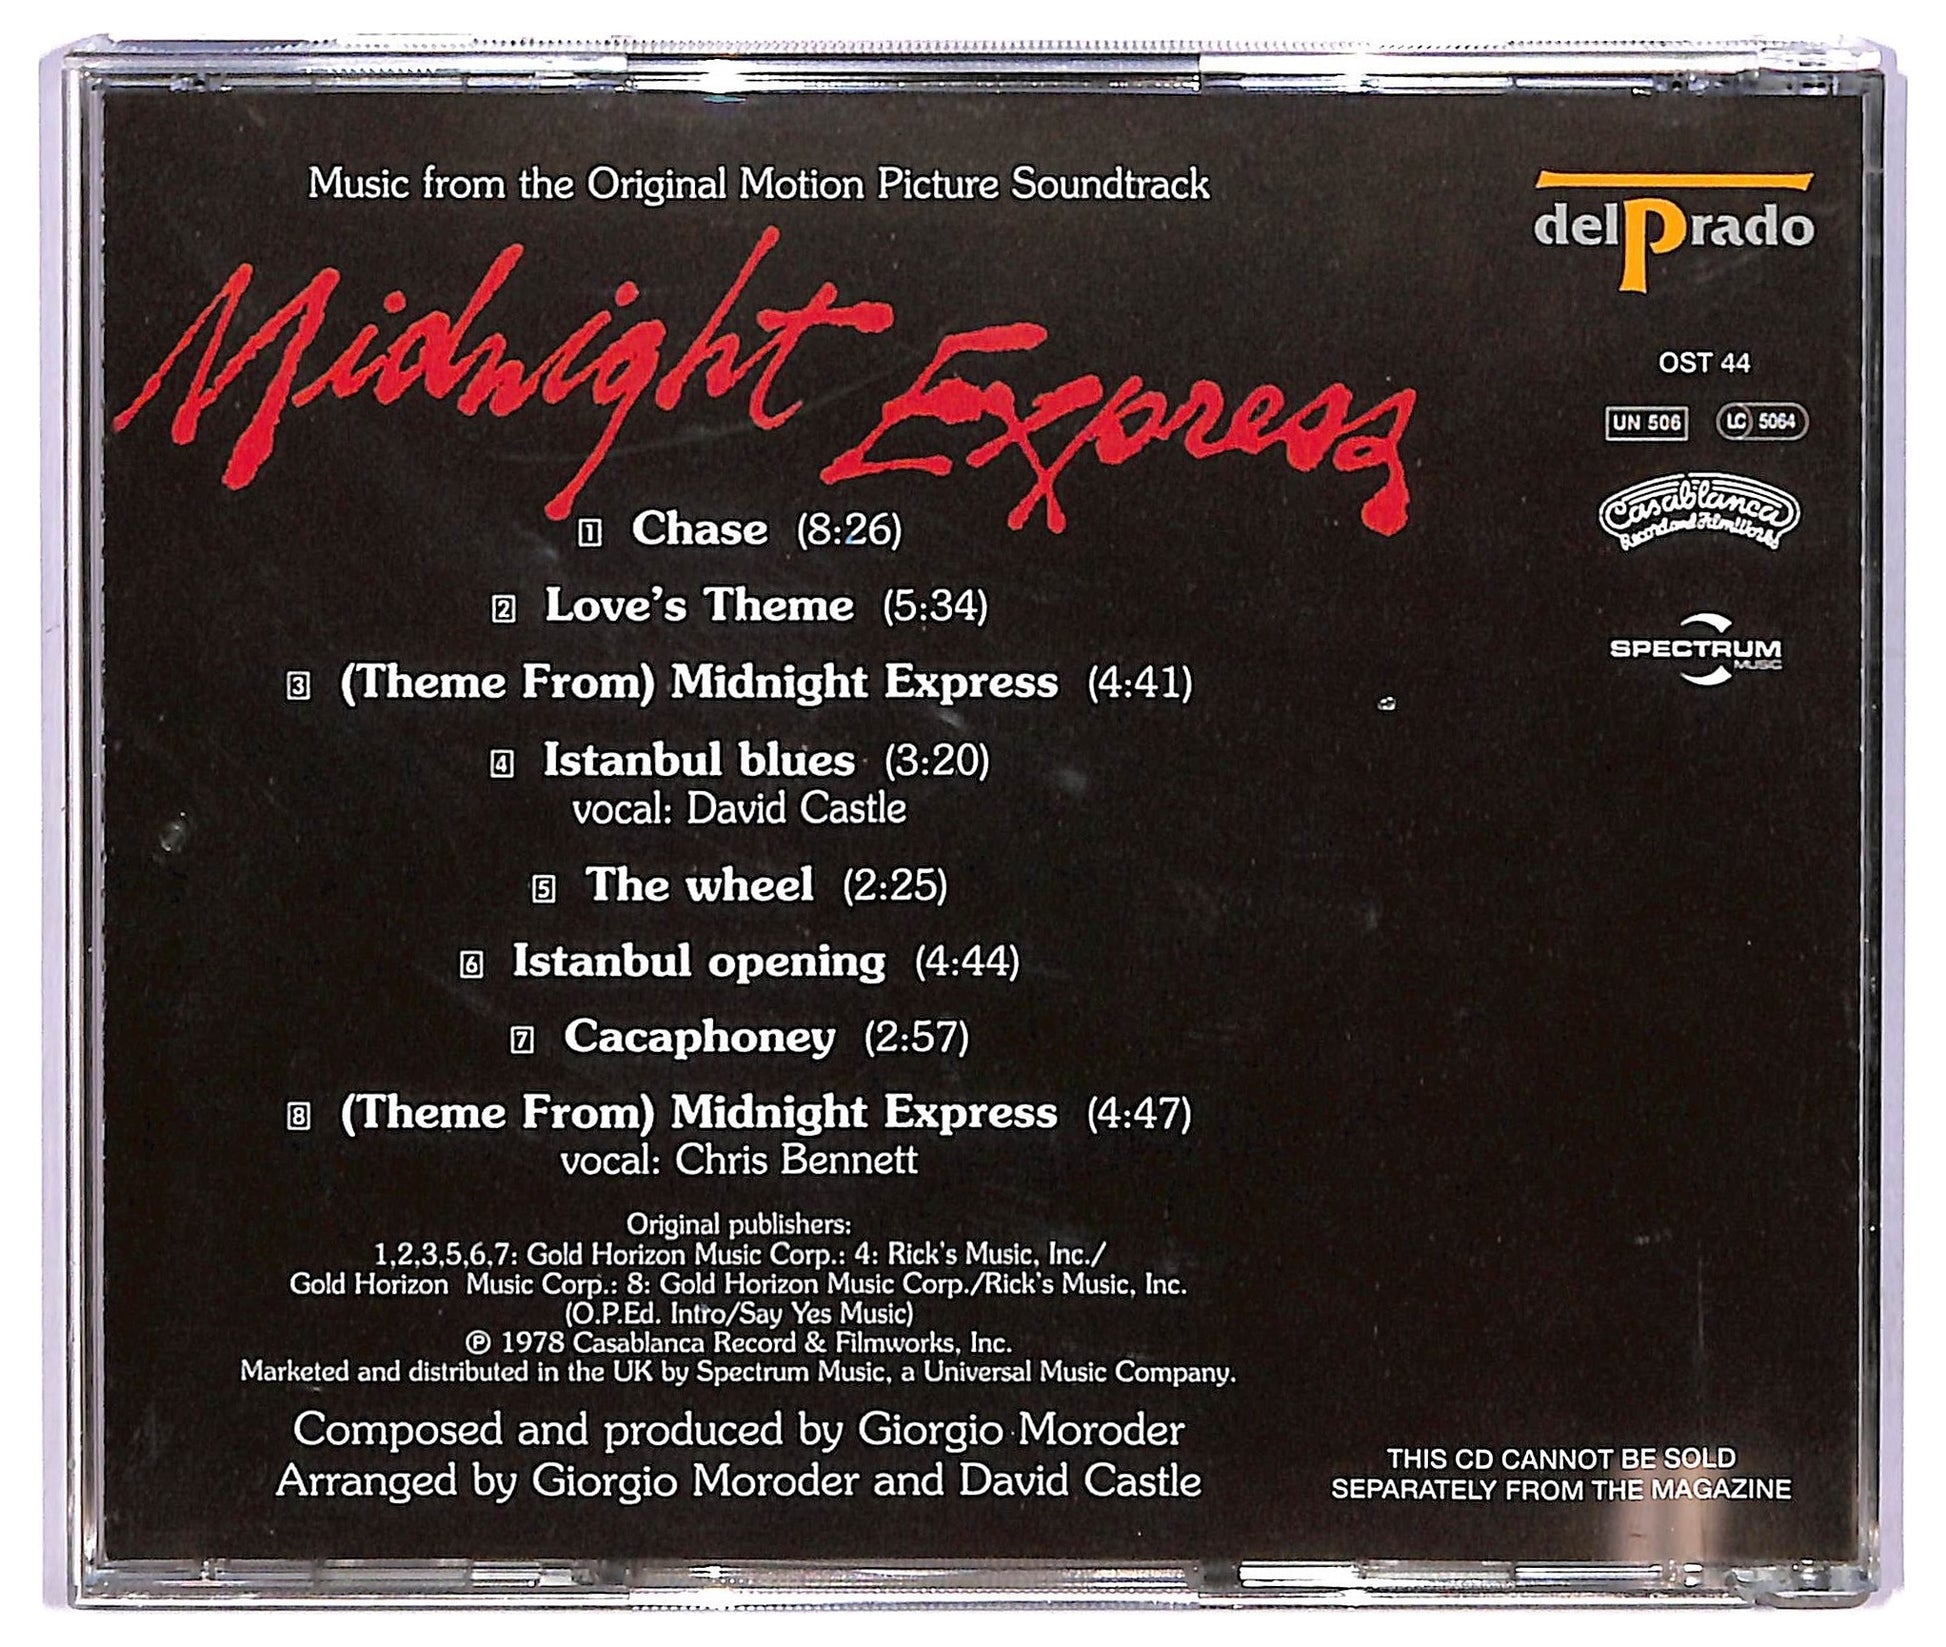 Music from the Original Motion Picture Soundtrack
Midnight Express
1 Chase (8:26)
2 Love's Theme (5:34)
3 (Theme From) Midnight Express (4:41)
4 Istanbul blues (3:20)
vocal: David Castle
5 The wheel (2:25)
6 Istanbul opening (4:44)
7 Cacaphoney (2:57)
8 (Theme From) Midnight Express (4:47)
vocal: Chris Bennett
Original publishers:
1,2,3,5,6,7: Gold Horizon Music Corp.: 4: Rick's Music, Inc./
Gold Horizon Music Corp.: 8: Gold Horizon Music Corp./Rick's Music, Inc.
(O.P.Ed. Intro/Say Yes Music)
℗ 1978 Casablanca Record & Filmworks, Inc.
Marketed and distributed in the UK by Spectrum Music, a Universal Music Company.
Composed and produced by Giorgio Moroder
Arranged by Giorgio Moroder and David Castle
delPrado
OST 44
UN 506 LC 5064
Casablanca
Record and FilmWorks
SPECTRUM
MUSIC
THIS CD CANNOT BE SOLD
SEPARATELY FROM THE MAGAZINE